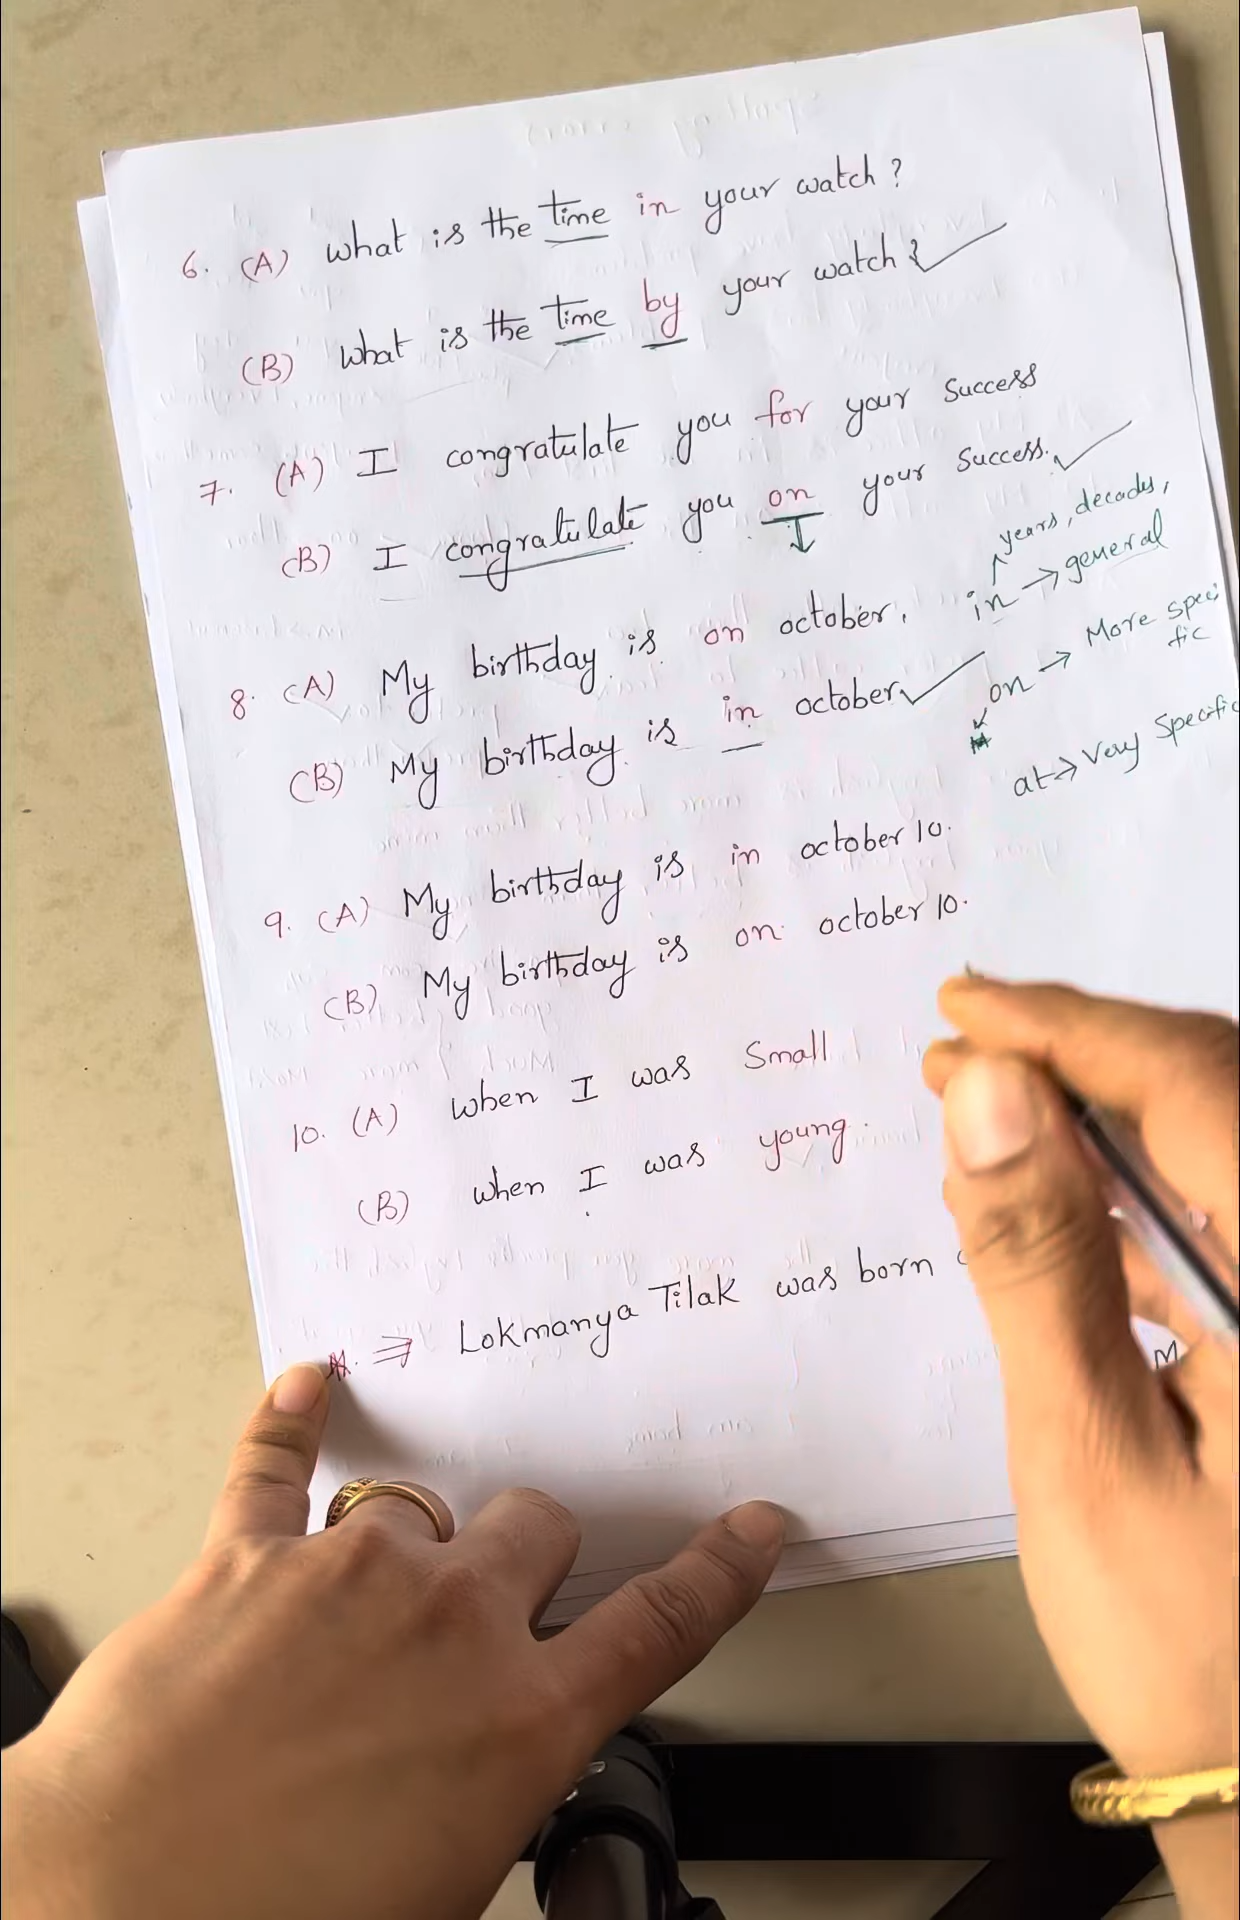 6. (A) What is the time in your watch?
(B) What is the time by your watch?
7. (A) I congratulate you for your success
(B) I congratulate you on your success.
8. (A) My birthday is on october.
(B) My birthday is in october
years, decades,
in → general
on → More speci
fic
at → Very Specific
9. (A) My birthday is in october 10.
(B) My birthday is on october 10.
10. (A) when I was Small
(B) when I was young.
⇒ Lokmanya Tilak was born
M